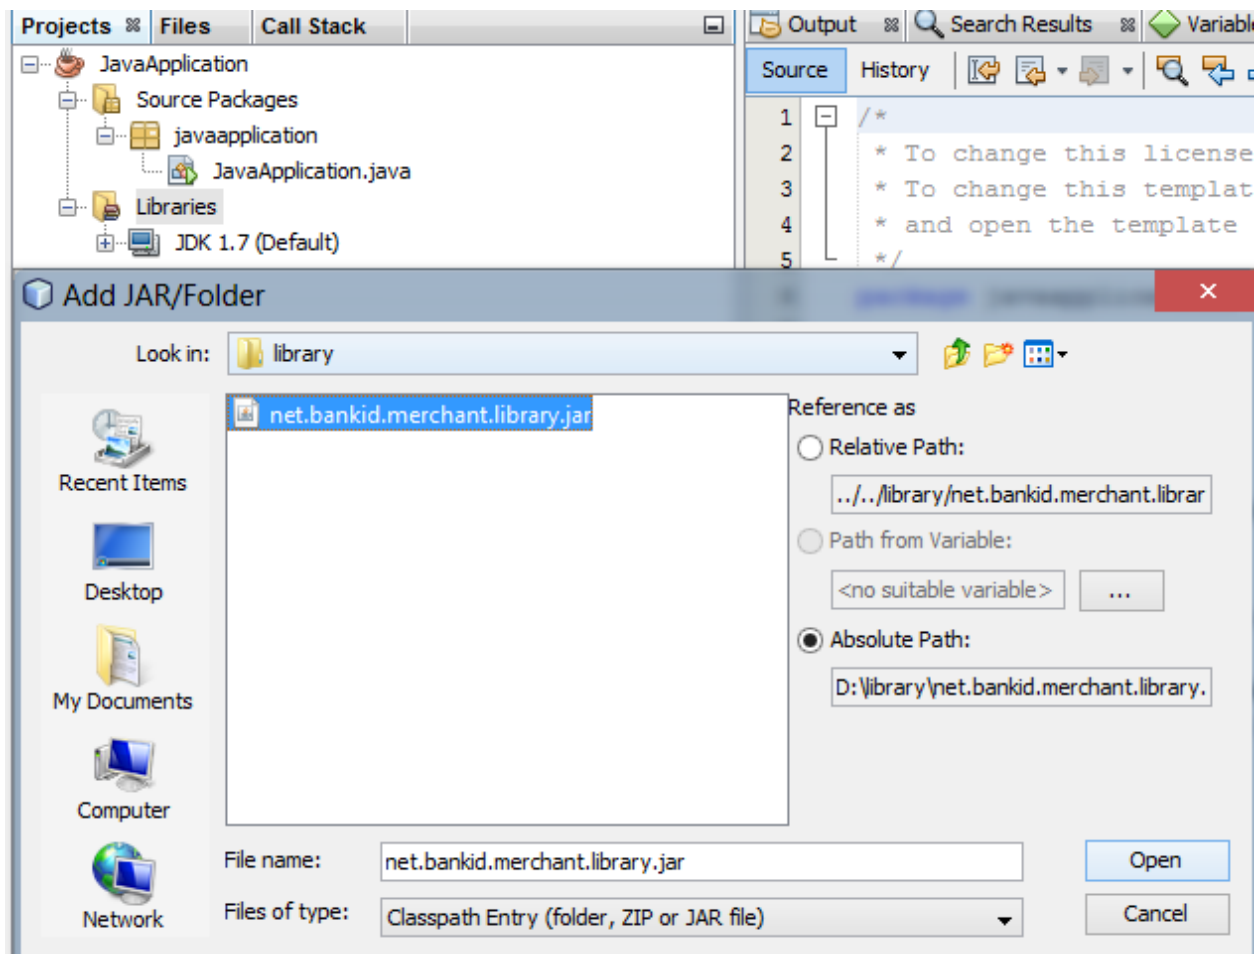 Projects Files Call Stack
Output Search Results
JavaApplication
Source Packages
javaapplication
JavaApplication.java
Libraries
JDK 1.7 (Default)
Source History
1 /*
2 * To change this license
3 * To change this
4 * and open the template
5 */
Add JAR/Folder
Look in: library
net.bankid.merchant.library.jar
Recent Items
Desktop
My Documents
Computer
Network
Reference as
Relative Path:
../../library/net.bankid.merchant.librar
Path from Variable:
<no suitable variable> ...
Absolute Path:
D:\library\net.bankid.merchant.library.
File name: net.bankid.merchant.library.jar Open
Files of type: Classpath Entry (folder, ZIP or JAR file) Cancel